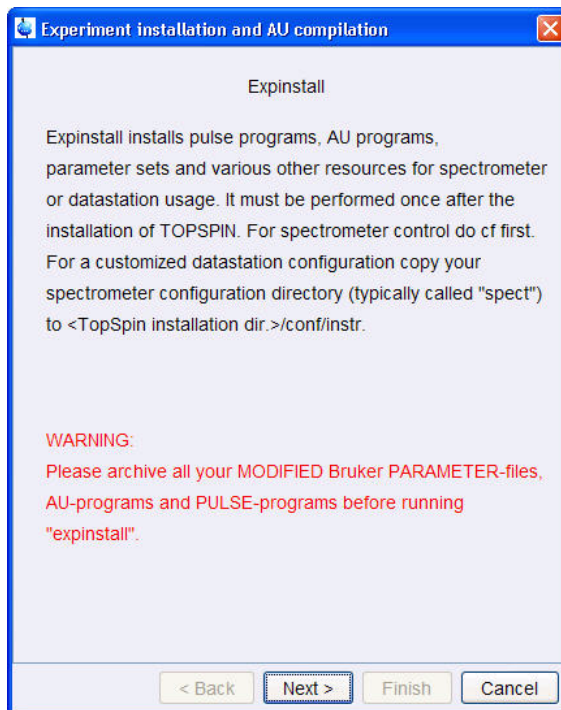 Experiment installation and AU compilation
Expinstall
Expinstall installs pulse programs, AU programs,
parameter sets and various other resources for spectrometer
or datastation usage. It must be performed once after the
installation of TOPSPIN. For spectrometer control do cf first.
For a customized datastation configuration copy your
spectrometer configuration directory (typically called "spect")
to <TopSpin installation dir.>/conf/instr.
WARNING:
Please archive all your MODIFIED Bruker PARAMETER-files,
AU-programs and PULSE-programs before running
"expinstall".
< Back Next > Finish Cancel